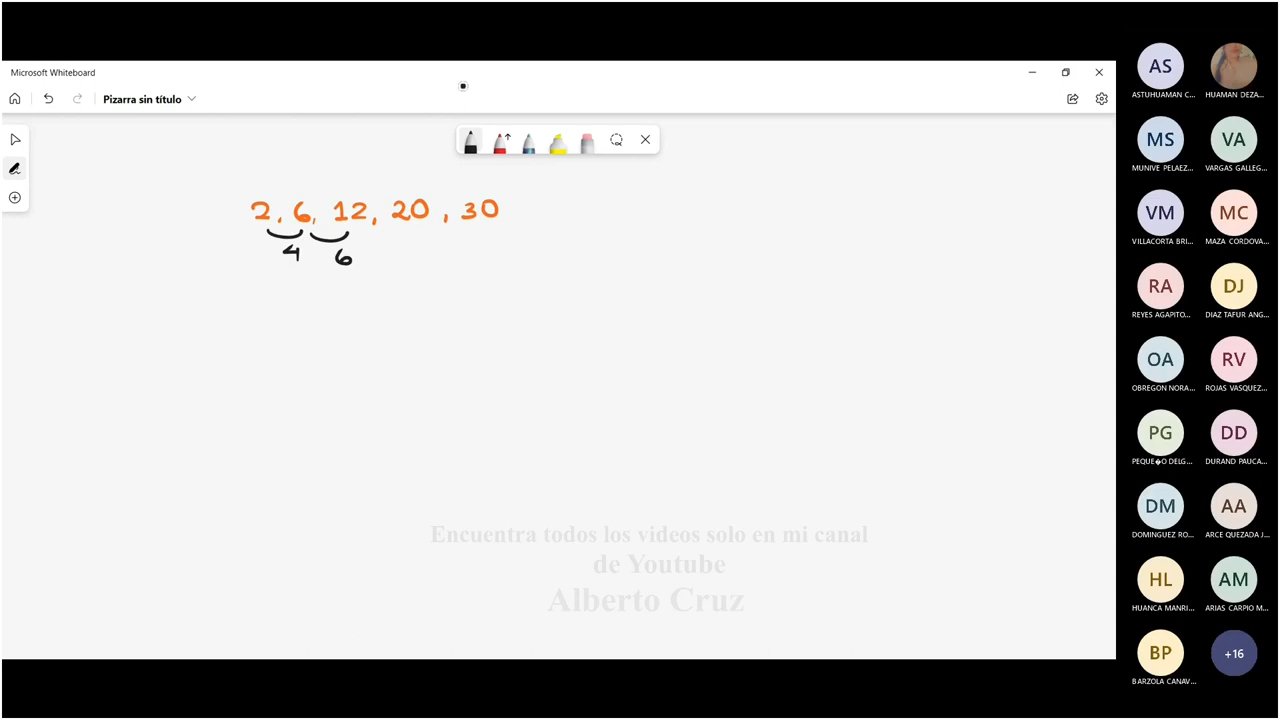 Microsoft Whiteboard
Pizarra sin título
2, 6, 12, 20, 30
4 6
Encuentra todos los videos solo en mi canal
de Youtube
Alberto Cruz
AS
ASTUHUAMAN C...
HUAMAN DEZA...
MS
MUNIVE PELAEZ...
VA
VARGAS GALLEG...
VM
VILLACORTA BRI...
MC
MAZA CORDOVA...
RA
REYES AGAPITO...
DJ
DIAZ TAFUR ANG...
OA
OBREGON NORA...
RV
ROJAS VASQUEZ...
PG
PEQUE�O DELG...
DD
DURAND PAUCA...
DM
DOMINGUEZ RO...
AA
ARCE QUEZADA J...
HL
HUANCA MANRI...
AM
ARIAS CARPIO M...
BP
BARZOLA CANAV...
+16